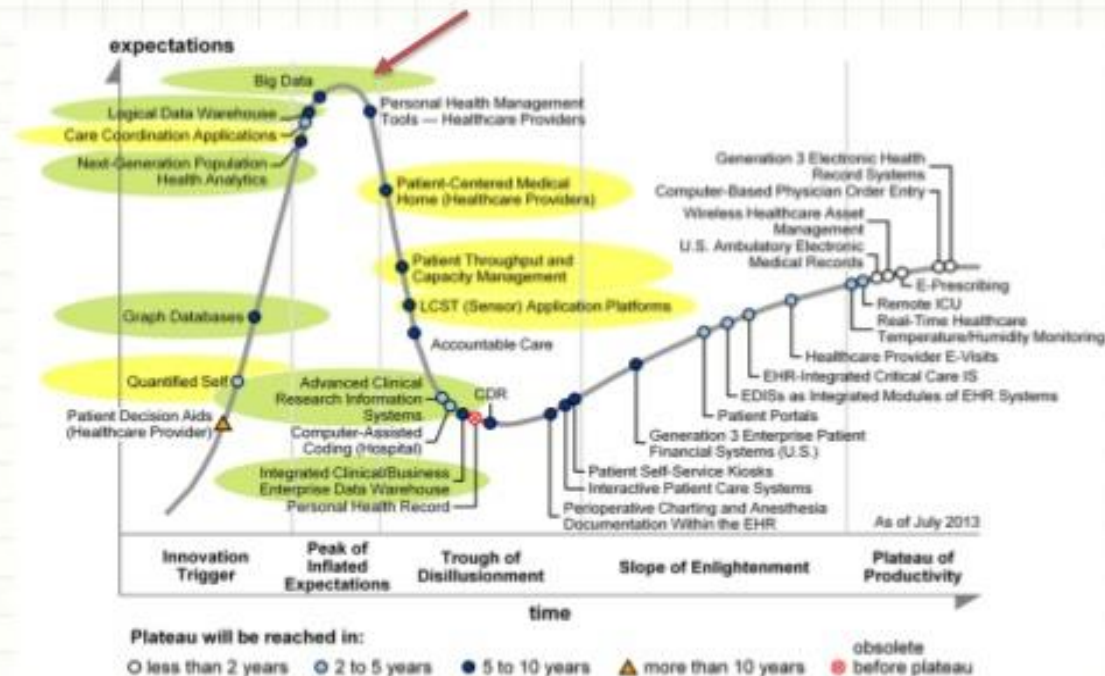 expectations
Big Data
Logical Data Warehouse
Care Coordination Applications
Next-Generation Population
Health Analytics
Graph Databases
Quantified Self
Patient Decision Aids
(Healthcare Provider)
Personal Health Management
Tools — Healthcare Providers
Patient-Centered Medical
Home (Healthcare Providers)
Patient Throughput and
Capacity Management
LCST (Sensor) Application Platforms
Accountable Care
Advanced Clinical
Research Information
Systems
Computer-Assisted
Coding (Hospital)
Integrated Clinical/Business
Enterprise Data Warehouse
Personal Health Record
CDR
Generation 3 Electronic Health
Record Systems
Computer-Based Physician Order Entry
Wireless Healthcare Asset
Management
U.S. Ambulatory Electronic
Medical Records
E-Prescribing
Remote ICU
Real-Time Healthcare
Temperature/Humidity Monitoring
Healthcare Provider E-Visits
EHR-Integrated Critical Care IS
EDISs as Integrated Modules of EHR Systems
Patient Portals
Generation 3 Enterprise Patient
Financial Systems (U.S.)
Patient Self-Service Kiosks
Interactive Patient Care Systems
Perioperative Charting and Anesthesia
Documentation Within the EHR
As of July 2013
Innovation
Trigger
Peak of
Inflated
Expectations
Trough of
Disillusionment
Slope of Enlightenment
Plateau of
Productivity
time
Plateau will be reached in:
less than 2 years
2 to 5 years
5 to 10 years
more than 10 years
obsolete
before plateau